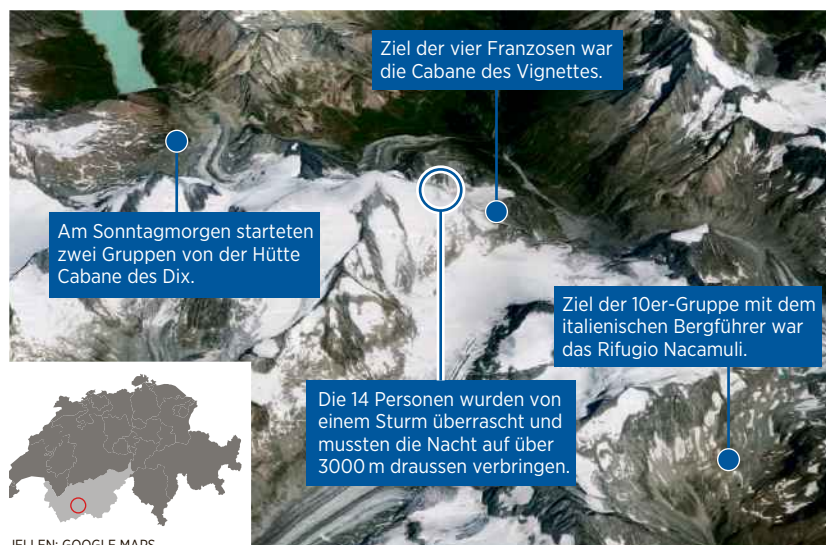 Ziel der vier Franzosen war
die Cabane des Vignettes.
Am Sonntagmorgen starteten
zwei Gruppen von der Hütte
Cabane des Dix.
Ziel der 10er-Gruppe mit dem
italienischen Bergführer war
das Rifugio Nacamuli.
Die 14 Personen wurden von
einem Sturm überrascht und
mussten die Nacht auf über
3000 m draussen verbringen.
GOOGLE MAPS